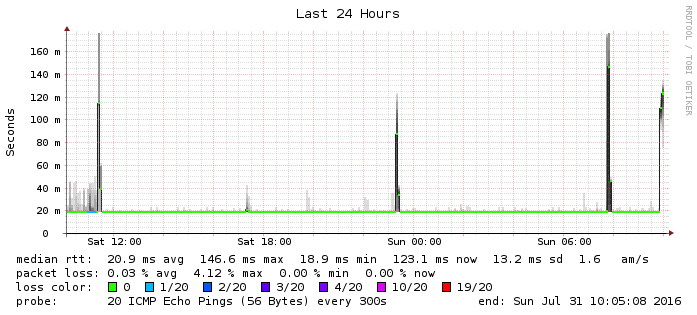 Last 24 Hours
RRDTOOL / TOBI OETIKER
Seconds
160 m
140 m
120 m
100 m
80 m
60 m
40 m
20 m
0
Sat 12:00 Sat 18:00 Sun 00:00 Sun 06:00
median rtt: 20.9 ms avg 146.6 ms max 18.9 ms min 123.1 ms now 13.2 ms sd 1.6 am/s
packet loss: 0.03 % avg 4.12 % max 0.00 % min 0.00 % now
loss color: 0 1/20 2/20 3/20 4/20 10/20 19/20
probe: 20 ICMP Echo Pings (56 Bytes) every 300s end: Sun Jul 31 10:05:08 2016